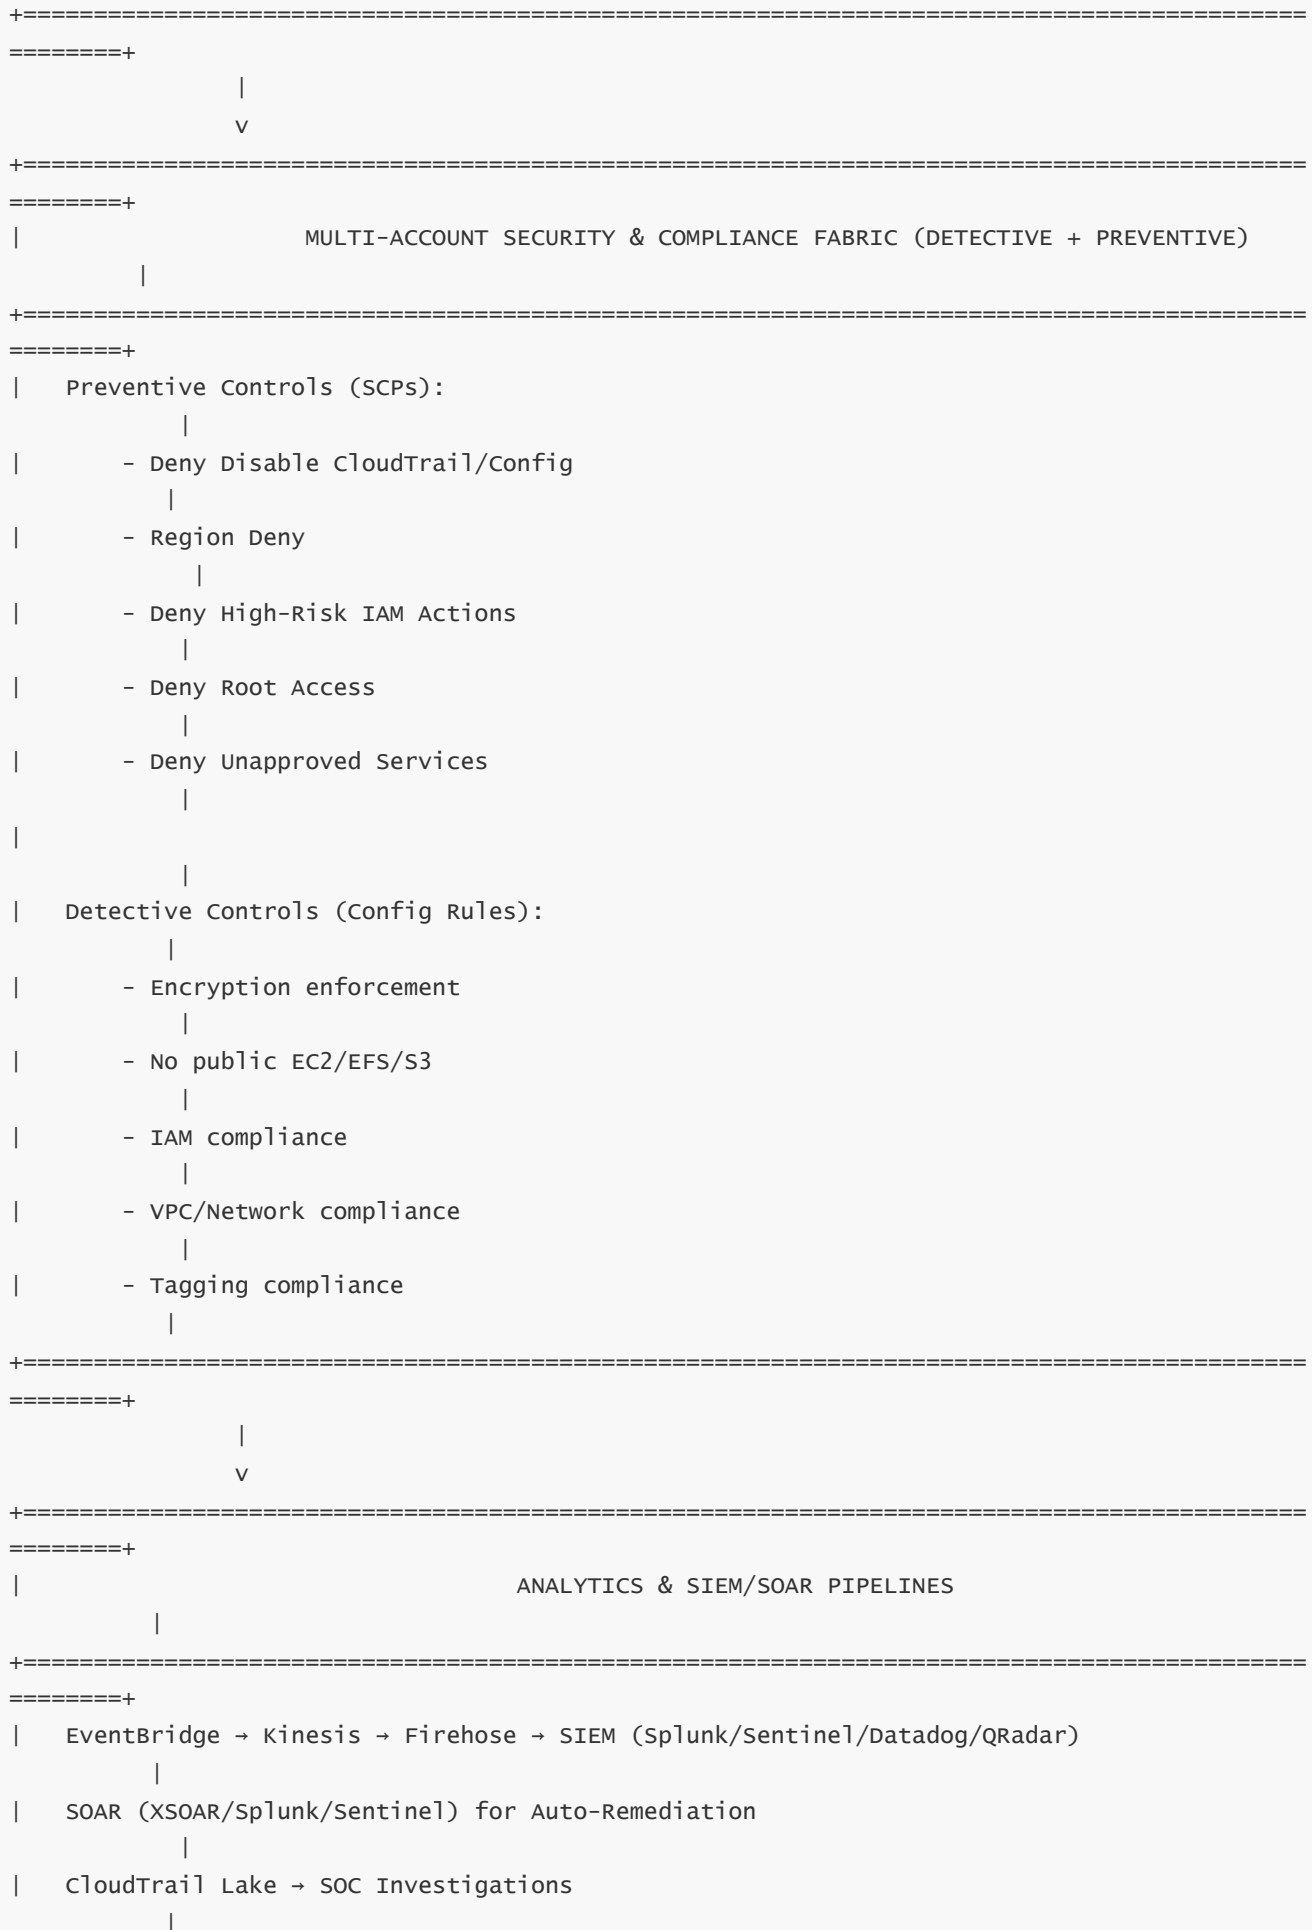 +===========================================================================================
========+
                |
                v
+===========================================================================================
========+
|                    MULTI-ACCOUNT SECURITY & COMPLIANCE FABRIC (DETECTIVE + PREVENTIVE)
         |
+===========================================================================================
========+
|   Preventive Controls (SCPs):
            |
|       - Deny Disable CloudTrail/Config
           |
|       - Region Deny
             |
|       - Deny High-Risk IAM Actions
            |
|       - Deny Root Access
            |
|       - Deny Unapproved Services
            |
|
            |
|   Detective Controls (Config Rules):
           |
|       - Encryption enforcement
            |
|       - No public EC2/EFS/S3
            |
|       - IAM compliance
            |
|       - VPC/Network compliance
            |
|       - Tagging compliance
           |
+===========================================================================================
========+
                |
                v
+===========================================================================================
========+
|                                   ANALYTICS & SIEM/SOAR PIPELINES
          |
+===========================================================================================
========+
|   EventBridge → Kinesis → Firehose → SIEM (Splunk/Sentinel/Datadog/QRadar)
          |
|   SOAR (XSOAR/Splunk/Sentinel) for Auto-Remediation
            |
|   CloudTrail Lake → SOC Investigations
           |